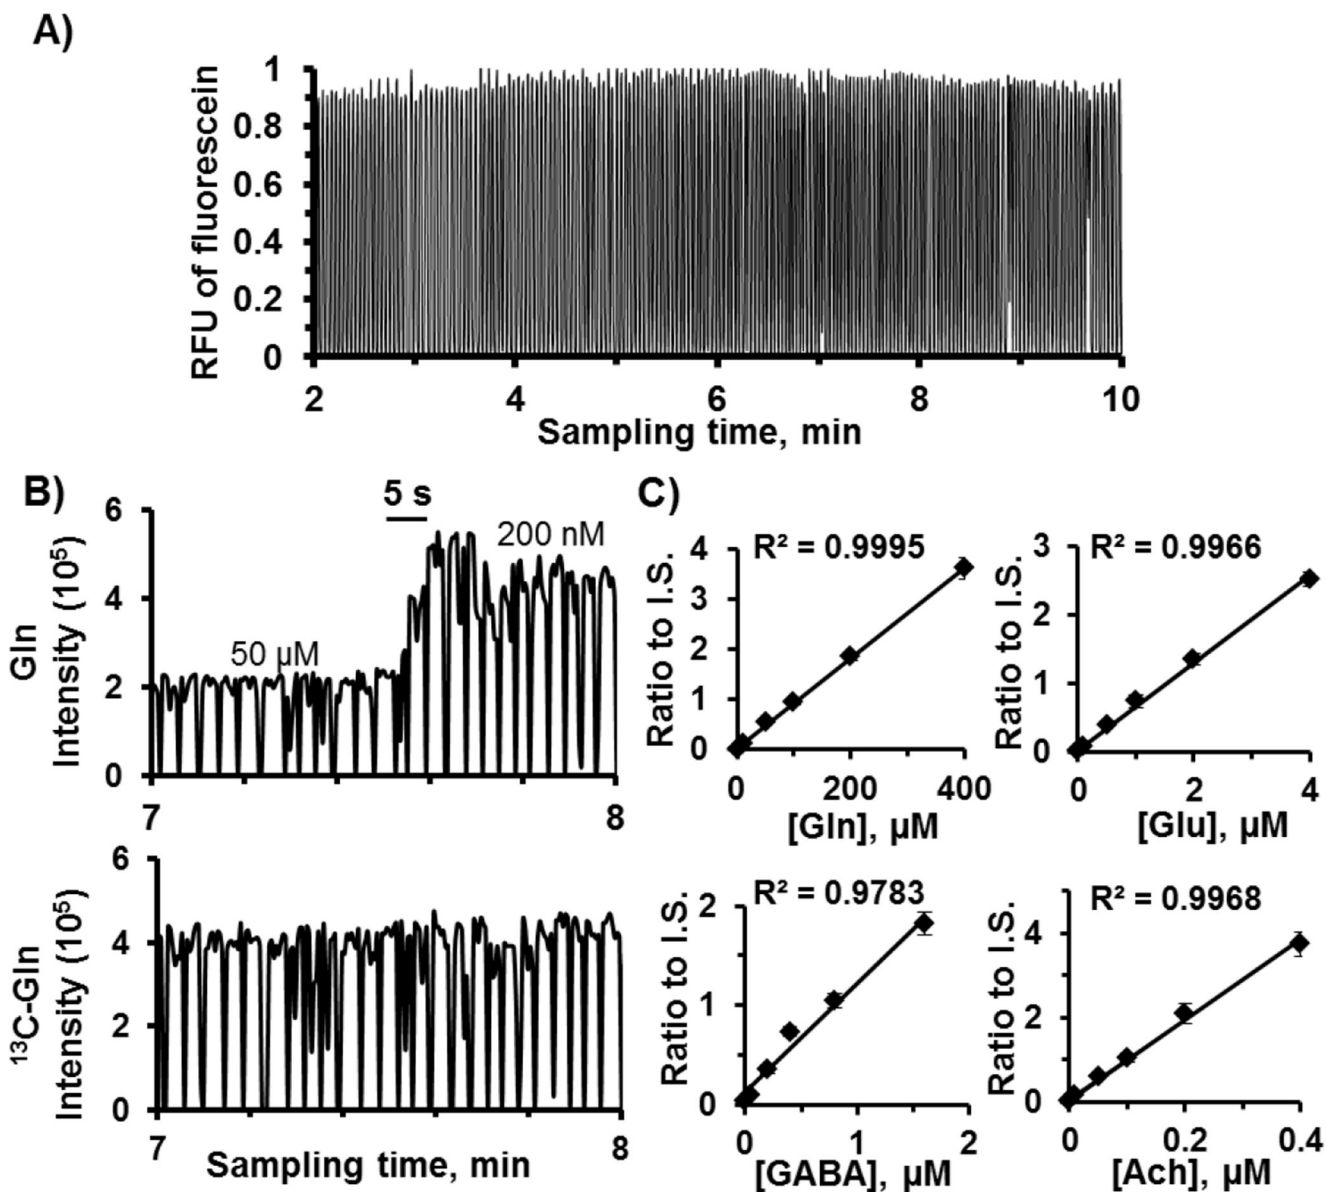 A)
RFU of fluorescein
1
0.8
0.6
0.4
0.2
0
2 4 6 8 10
Sampling time, min
B)
5 s
Gln
Intensity (10⁵)
6
4
2
0
50 µM
200 nM
7 8
¹³C-Gln
Intensity (10⁵)
6
4
2
0
7 8
Sampling time, min
C)
R² = 0.9995
Ratio to I.S.
4
3
2
1
0
0 200 400
[Gln], µM
R² = 0.9966
Ratio to I.S.
3
2
1
0
0 2 4
[Glu], µM
R² = 0.9783
Ratio to I.S.
2
1
0
0 1 2
[GABA], µM
R² = 0.9968
Ratio to I.S.
4
2
0
0 0.2 0.4
[Ach], µM